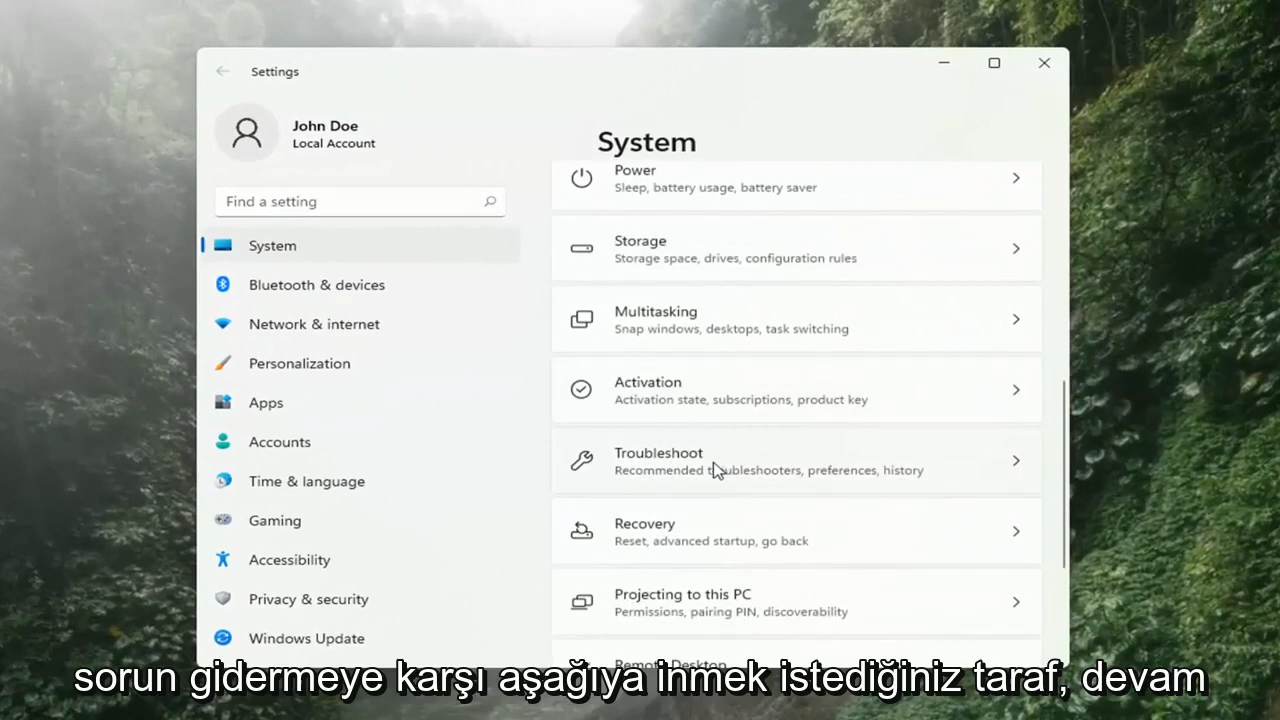 Settings
John Doe
Local Account
Find a setting
System
Bluetooth & devices
Network & internet
Personalization
Apps
Accounts
Time & language
Gaming
Accessibility
Privacy & security
Windows Update
System
Power
Sleep, battery usage, battery saver
Storage
Storage space, drives, configuration rules
Multitasking
Snap windows, desktops, task switching
Activation
Activation state, subscriptions, product key
Troubleshoot
Recommended troubleshooters, preferences, history
Recovery
Reset, advanced startup, go back
Projecting to this PC
Permissions, pairing PIN, discoverability
Remote Desktop
sorun gidermeye karşı aşağıya ihmek istediğiniz taraf, devam